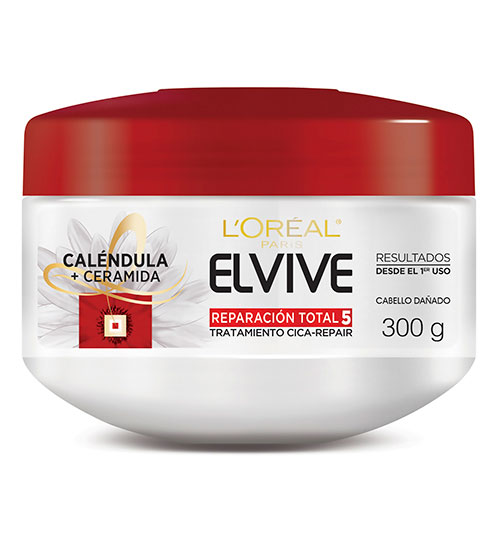 CALÉNDULA
+ CERAMIDA
L'ORÉAL®
PARIS
ELVIVE
REPARACIÓN TOTAL 5
TRATAMIENTO CICA-REPAIR
RESULTADOS
DESDE EL 1ER USO
CABELLO DAÑADO
300 g